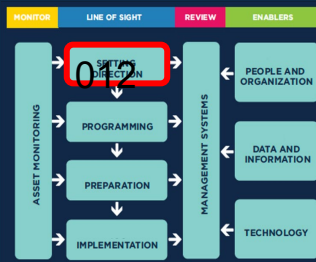 MONITOR
LINE OF SIGHT
REVIEW
ENABLERS
ASSET MONITORING
SETTING
DIRECTION
012
PROGRAMMING
PREPARATION
IMPLEMENTATION
MANAGEMENT SYSTEMS
PEOPLE AND
ORGANIZATION
DATA AND
INFORMATION
TECHNOLOGY